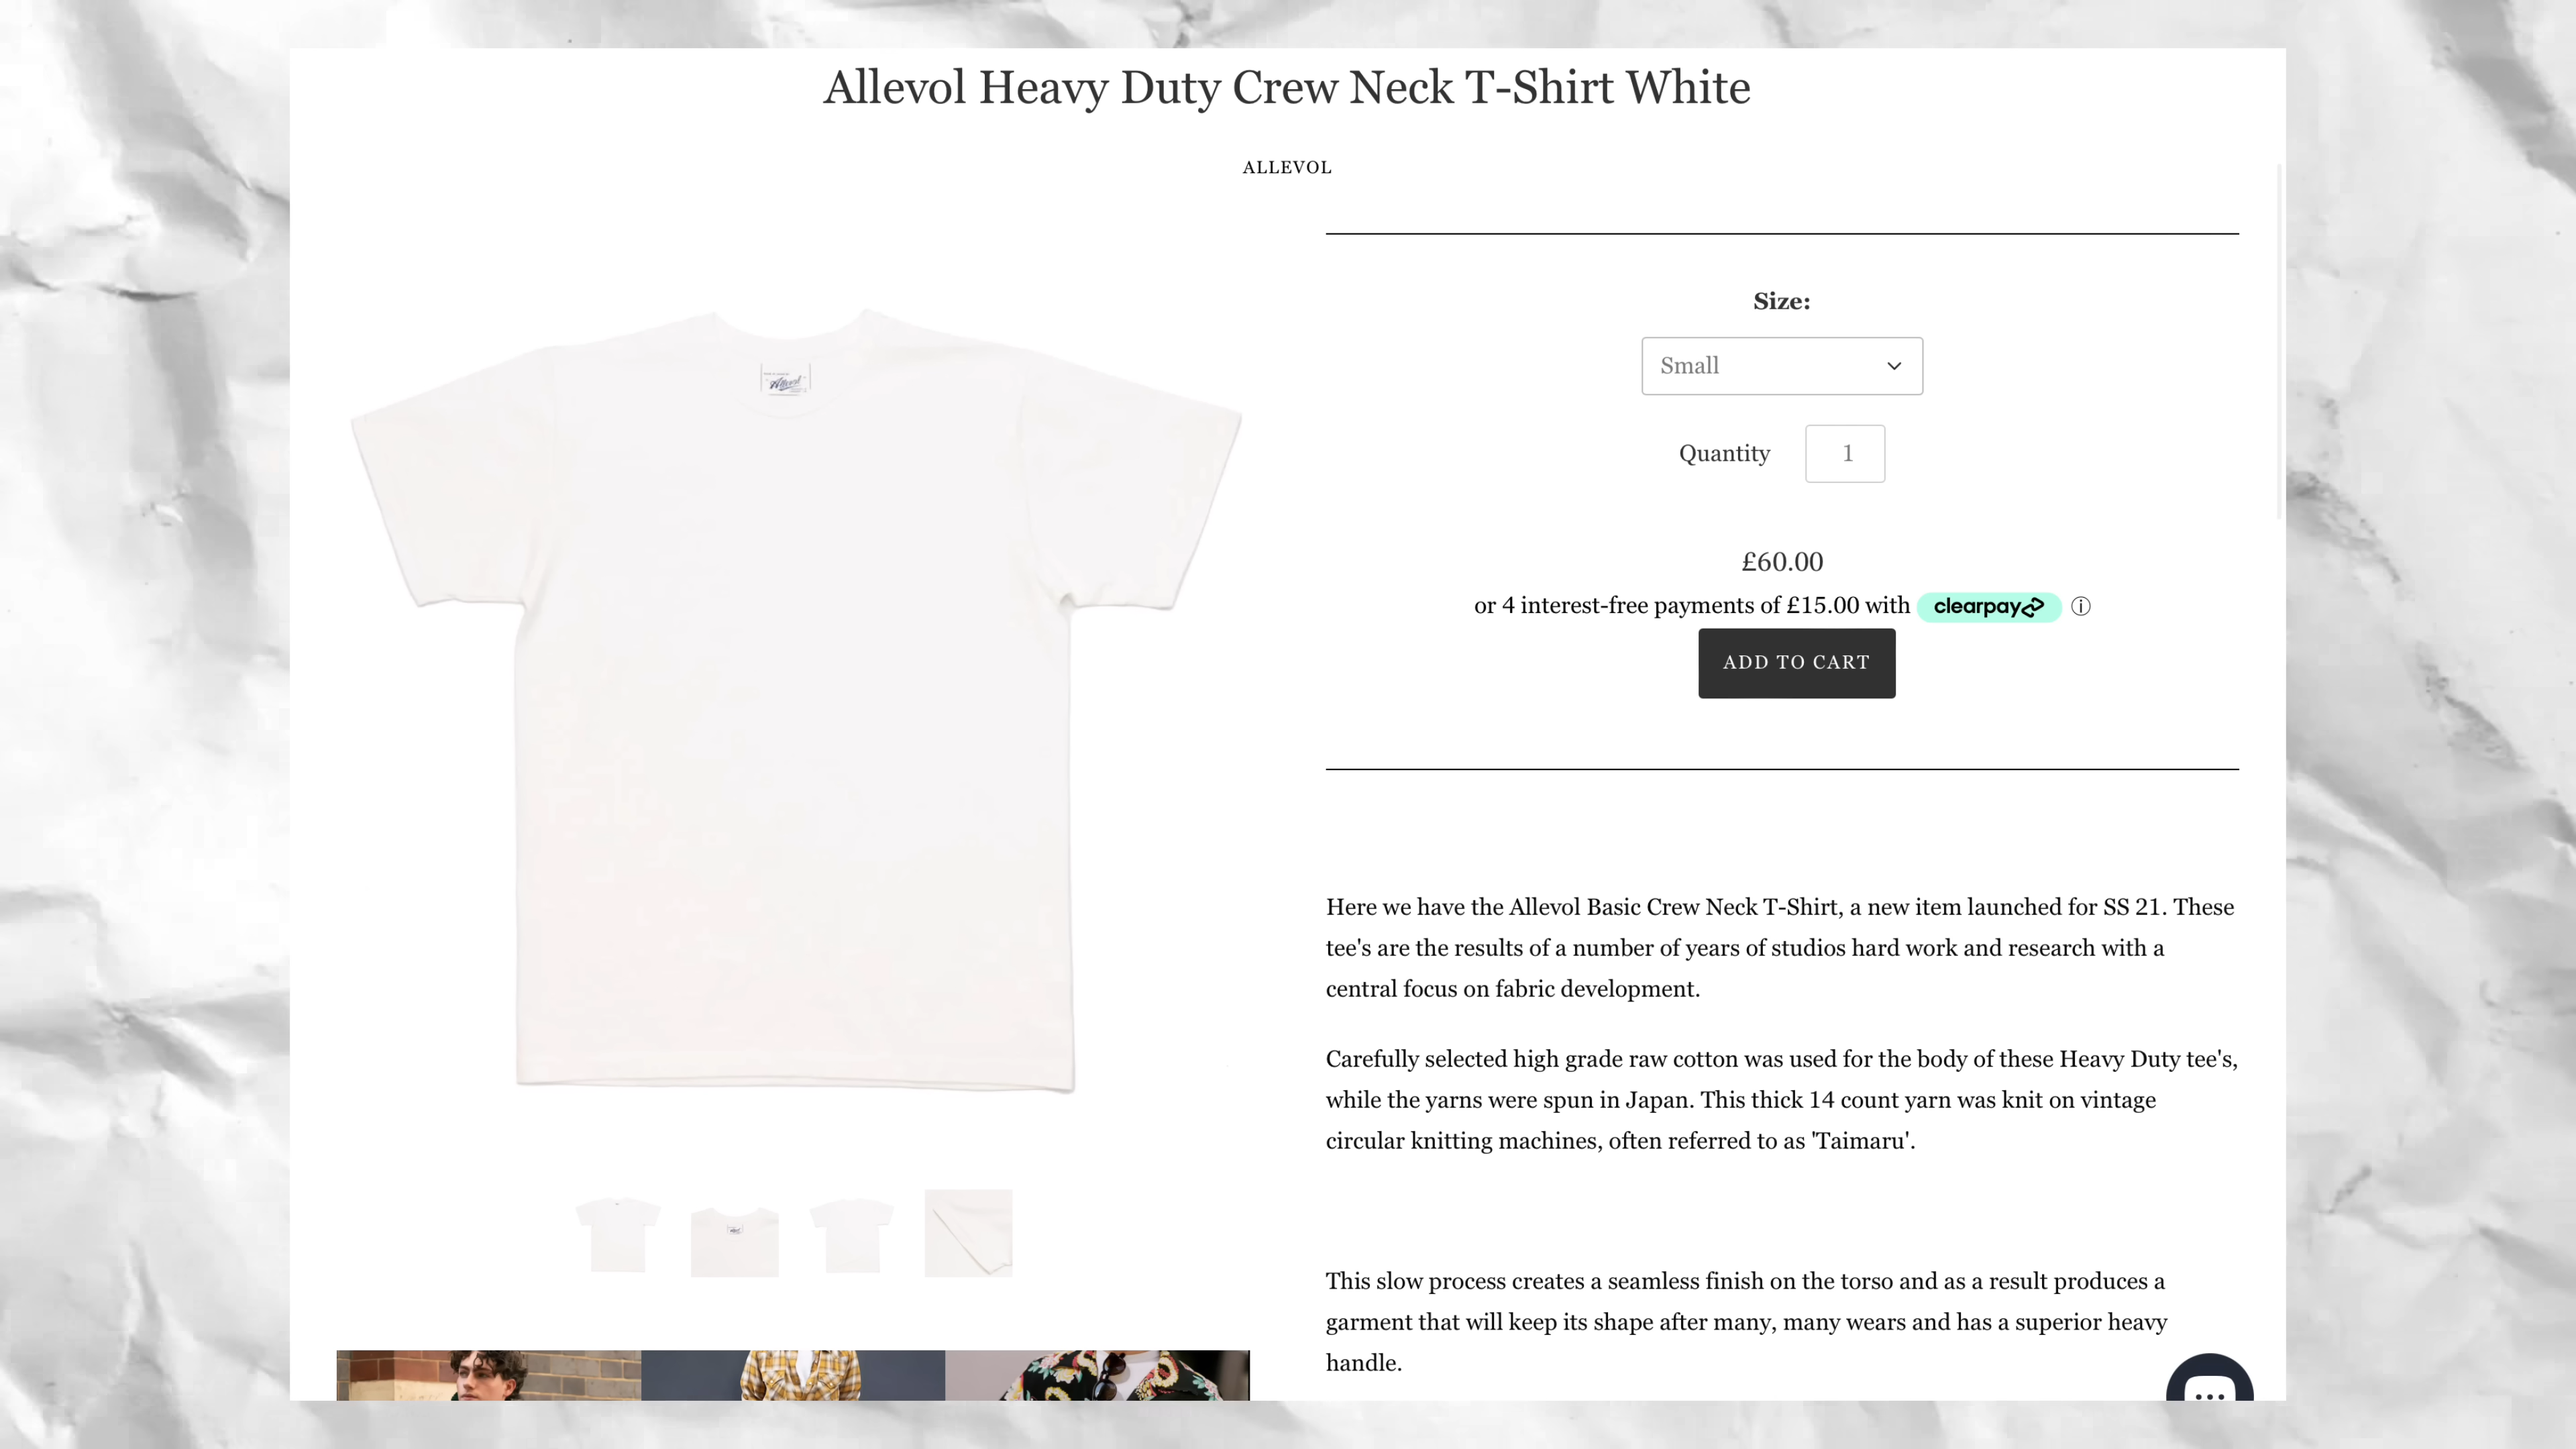 Allevol Heavy Duty Crew Neck T-Shirt White
ALLEVOL
Allevol
Size:
Small
Quantity 1
£60.00
or 4 interest-free payments of £15.00 with clearpay
ADD TO CART
Here we have the Allevol Basic Crew Neck T-Shirt, a new item launched for SS 21. These
tee's are the results of a number of years of studios hard work and research with a
central focus on fabric development.
Carefully selected high grade raw cotton was used for the body of these Heavy Duty tee's,
while the yarns were spun in Japan. This thick 14 count yarn was knit on vintage
circular knitting machines, often referred to as 'Taimaru'.
This slow process creates a seamless finish on the torso and as a result produces a
garment that will keep its shape after many, many wears and has a superior heavy
handle.